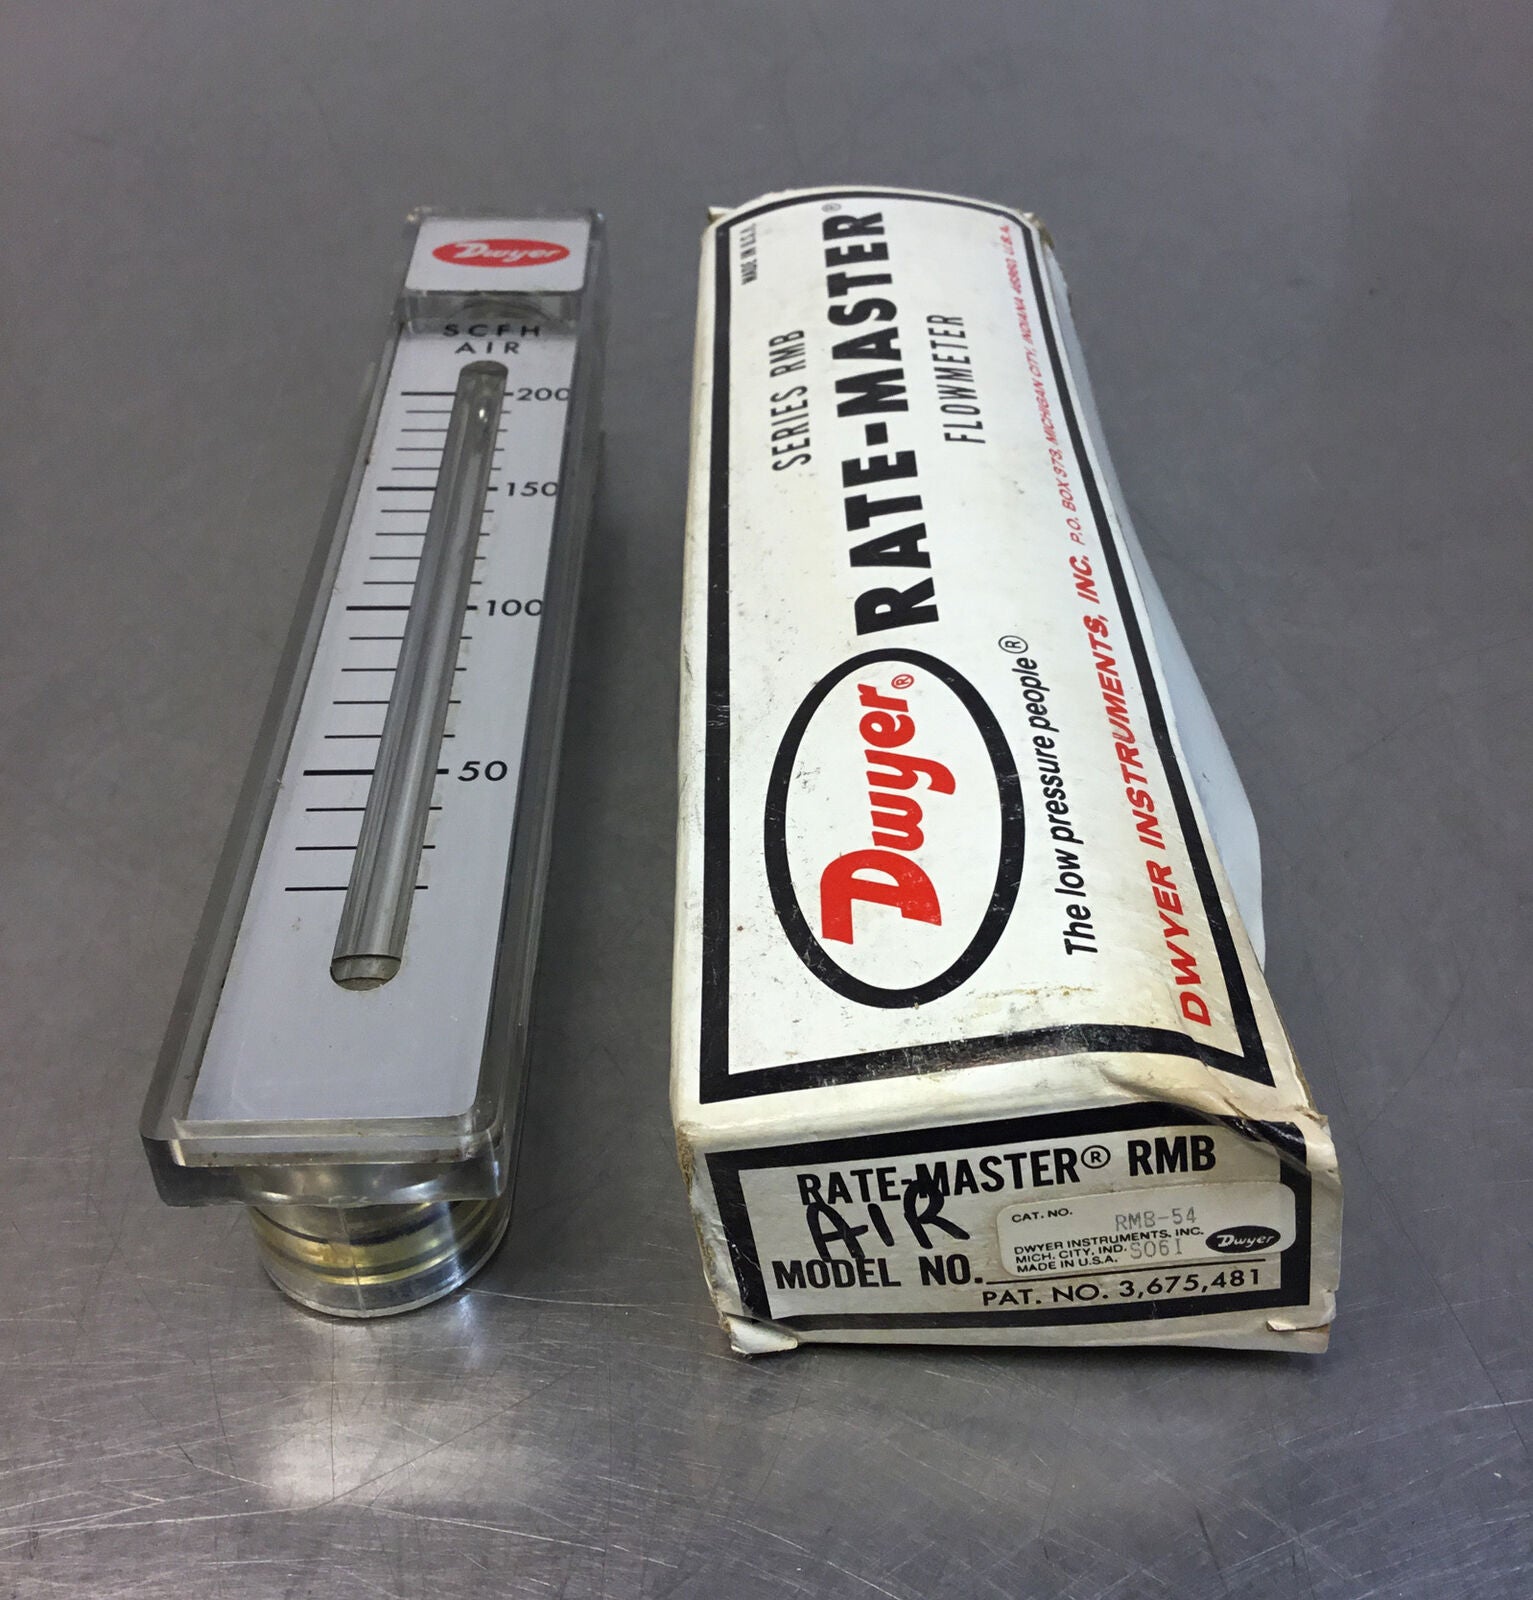 Dwyer
SCFH
AIR
200
150
100
50
MADE IN U.S.A.
SERIES RMB
RATE-MASTER®
FLOWMETER
Dwyer®
The low pressure people®
DWYER INSTRUMENTS, INC. P.O. BOX 373, MICHIGAN CITY, INDIANA 46360 U.S.A.
RATE-MASTER® RMB
AIR
MODEL NO.
CAT. NO. RMB-54
DWYER INSTRUMENTS, INC.
MICH. CITY, IND. S061
MADE IN U.S.A.
Dwyer
PAT. NO. 3,675,481